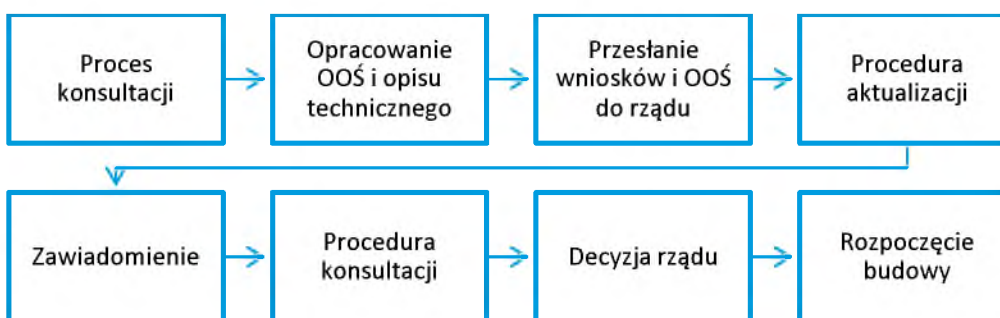 Proces
konsultacji
Opracowanie
OOŚ i opisu
technicznego
Przesłanie
wniosków i OOŚ
do rządu
Procedura
aktualizacji
Zawiadomienie
Procedura
konsultacji
Decyzja rządu
Rozpoczęcie
budowy